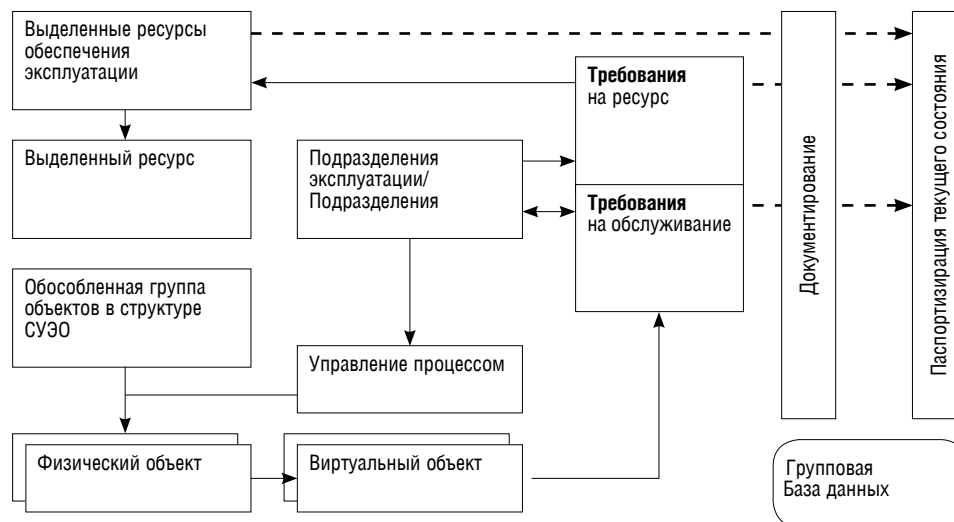 Выделенные ресурсы
обеспечения
эксплуатации
Требования
на ресурс
Выделенный ресурс
Подразделения
эксплуатации/
Подразделения
Требования
на обслуживание
Обособленная группа
объектов в структуре
СУЭО
Управление процессом
Физический объект
Виртуальный объект
Документирование
Паспортизирация текущего состояния
Групповая
База данных